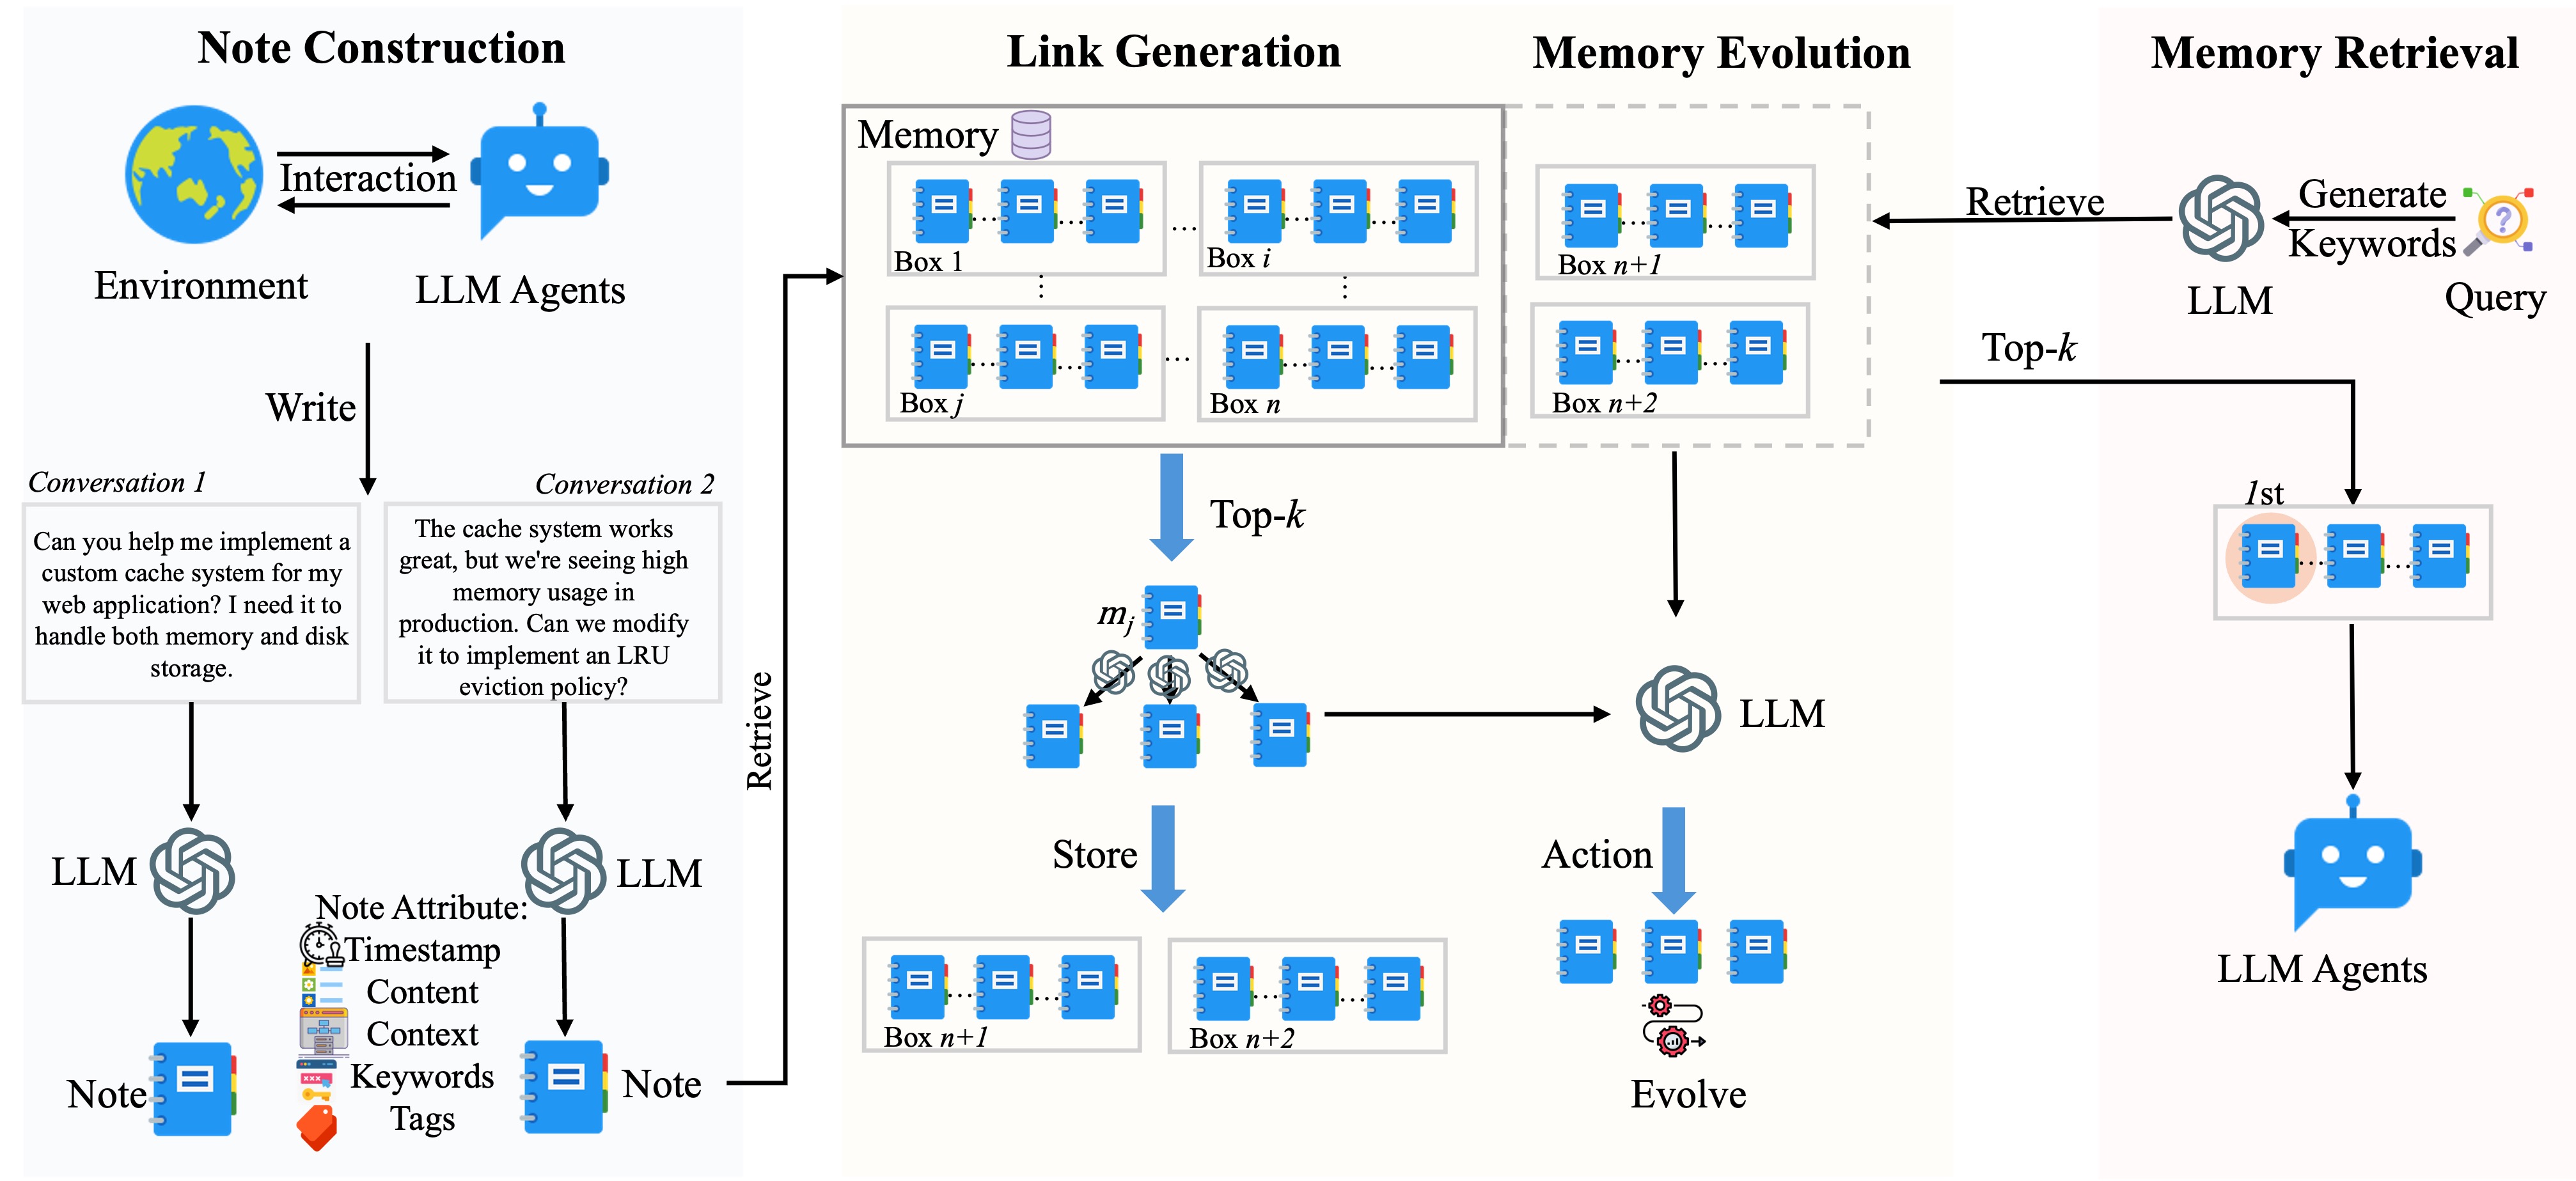 Note Construction
Interaction
Environment
LLM Agents
Write
Conversation 1
Can you help me implement a
custom cache system for my
web application? I need it to
handle both memory and disk
storage.
Conversation 2
The cache system works
great, but we're seeing high
memory usage in
production. Can we modify
it to implement an LRU
eviction policy?
LLM
LLM
Note Attribute:
Timestamp
Content
Context
Keywords
Tags
Note
Note
Retrieve
Link Generation
Memory
Box 1
Box i
Box j
Box n
Top-k
mj
Store
Box n+1
Box n+2
Memory Evolution
Box n+1
Box n+2
LLM
Action
Evolve
Memory Retrieval
Retrieve
Generate
Keywords
LLM
Query
Top-k
1st
LLM Agents